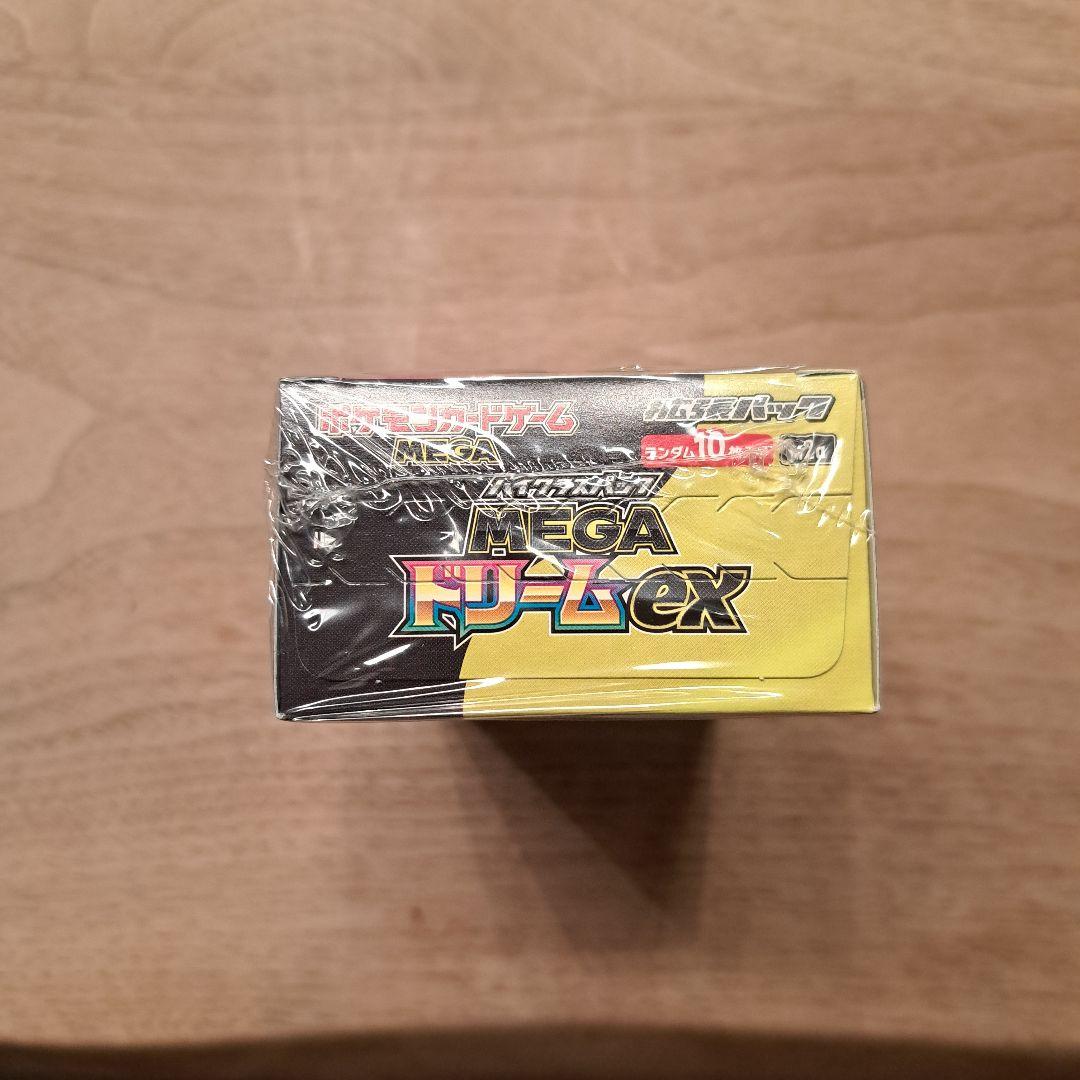 ポケモンカードゲーム
MEGA
拡張パック
ランダム10枚入り
M2a
ハイクラスパック
MEGA
ドリームex